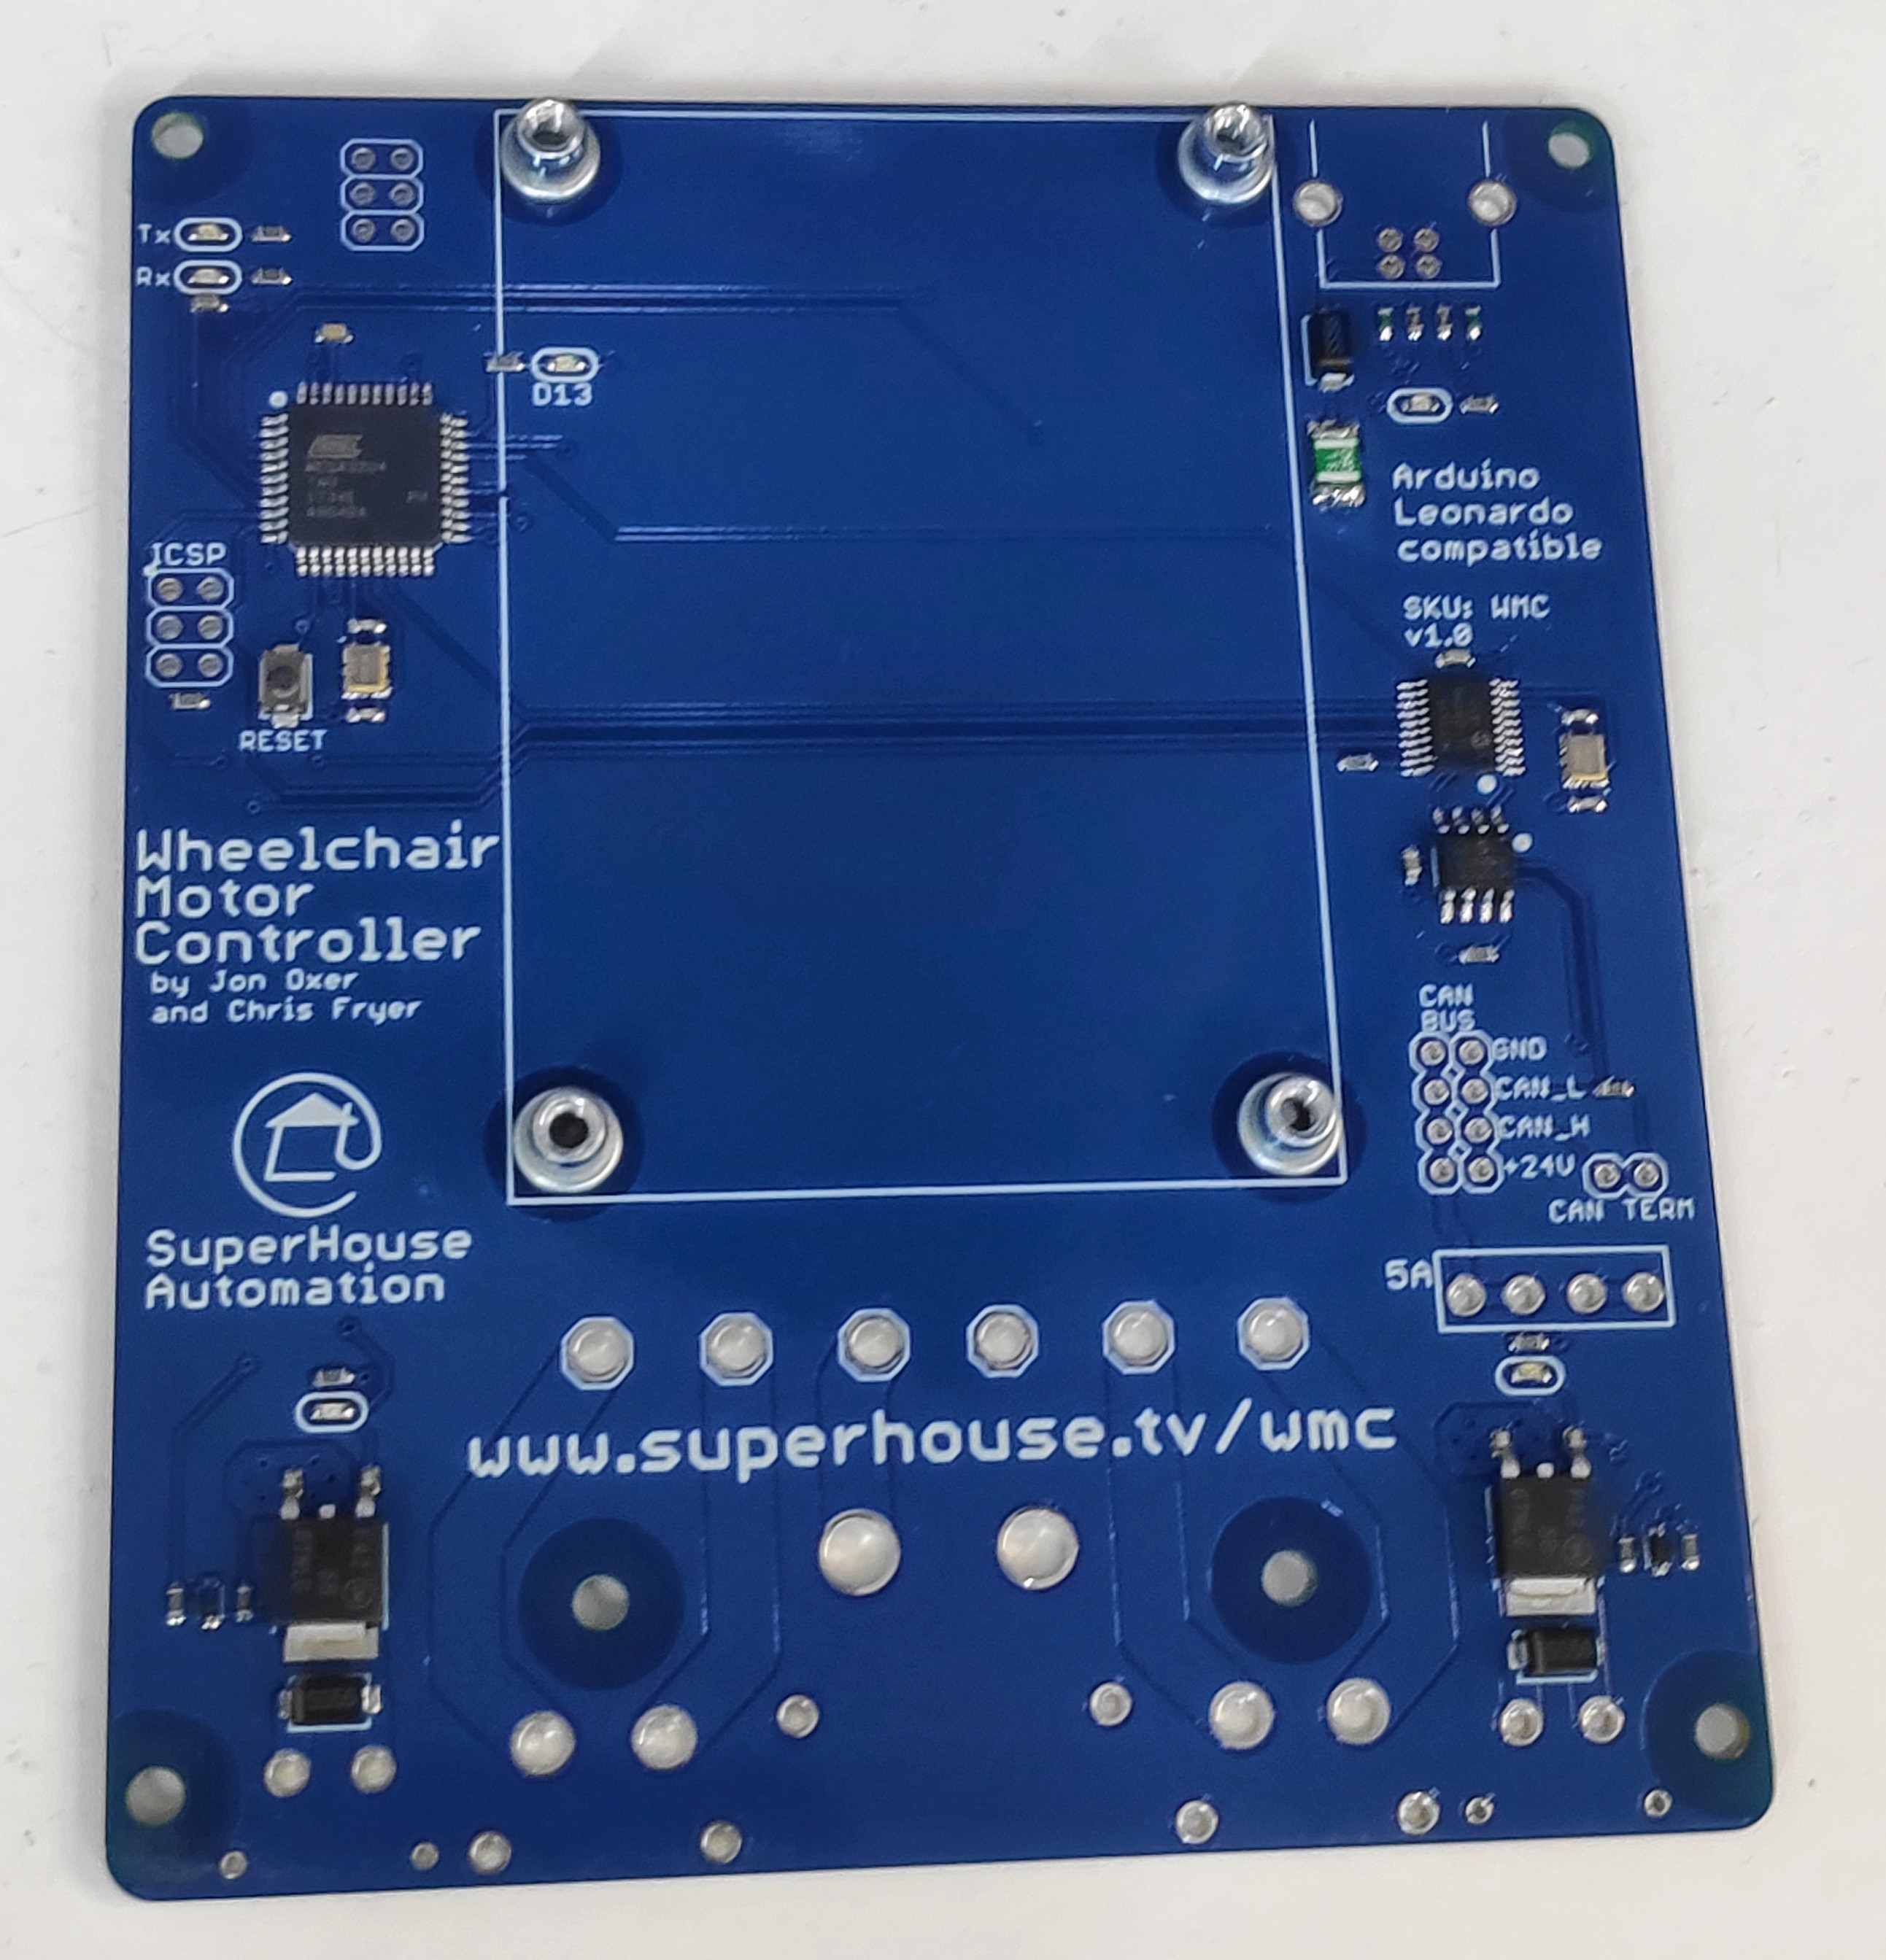 Tx
Rx
D13
Arduino
Leonardo
compatible
ICSP
SKU: WMC
v1.0
RESET
Wheelchair
Motor
Controller
by Jon Oxer
and Chris Fryer
CAN
BUS
GND
CAN_L
CAN_H
+24V
CAN TERM
SuperHouse
Automation
5A
www.superhouse.tv/wmc